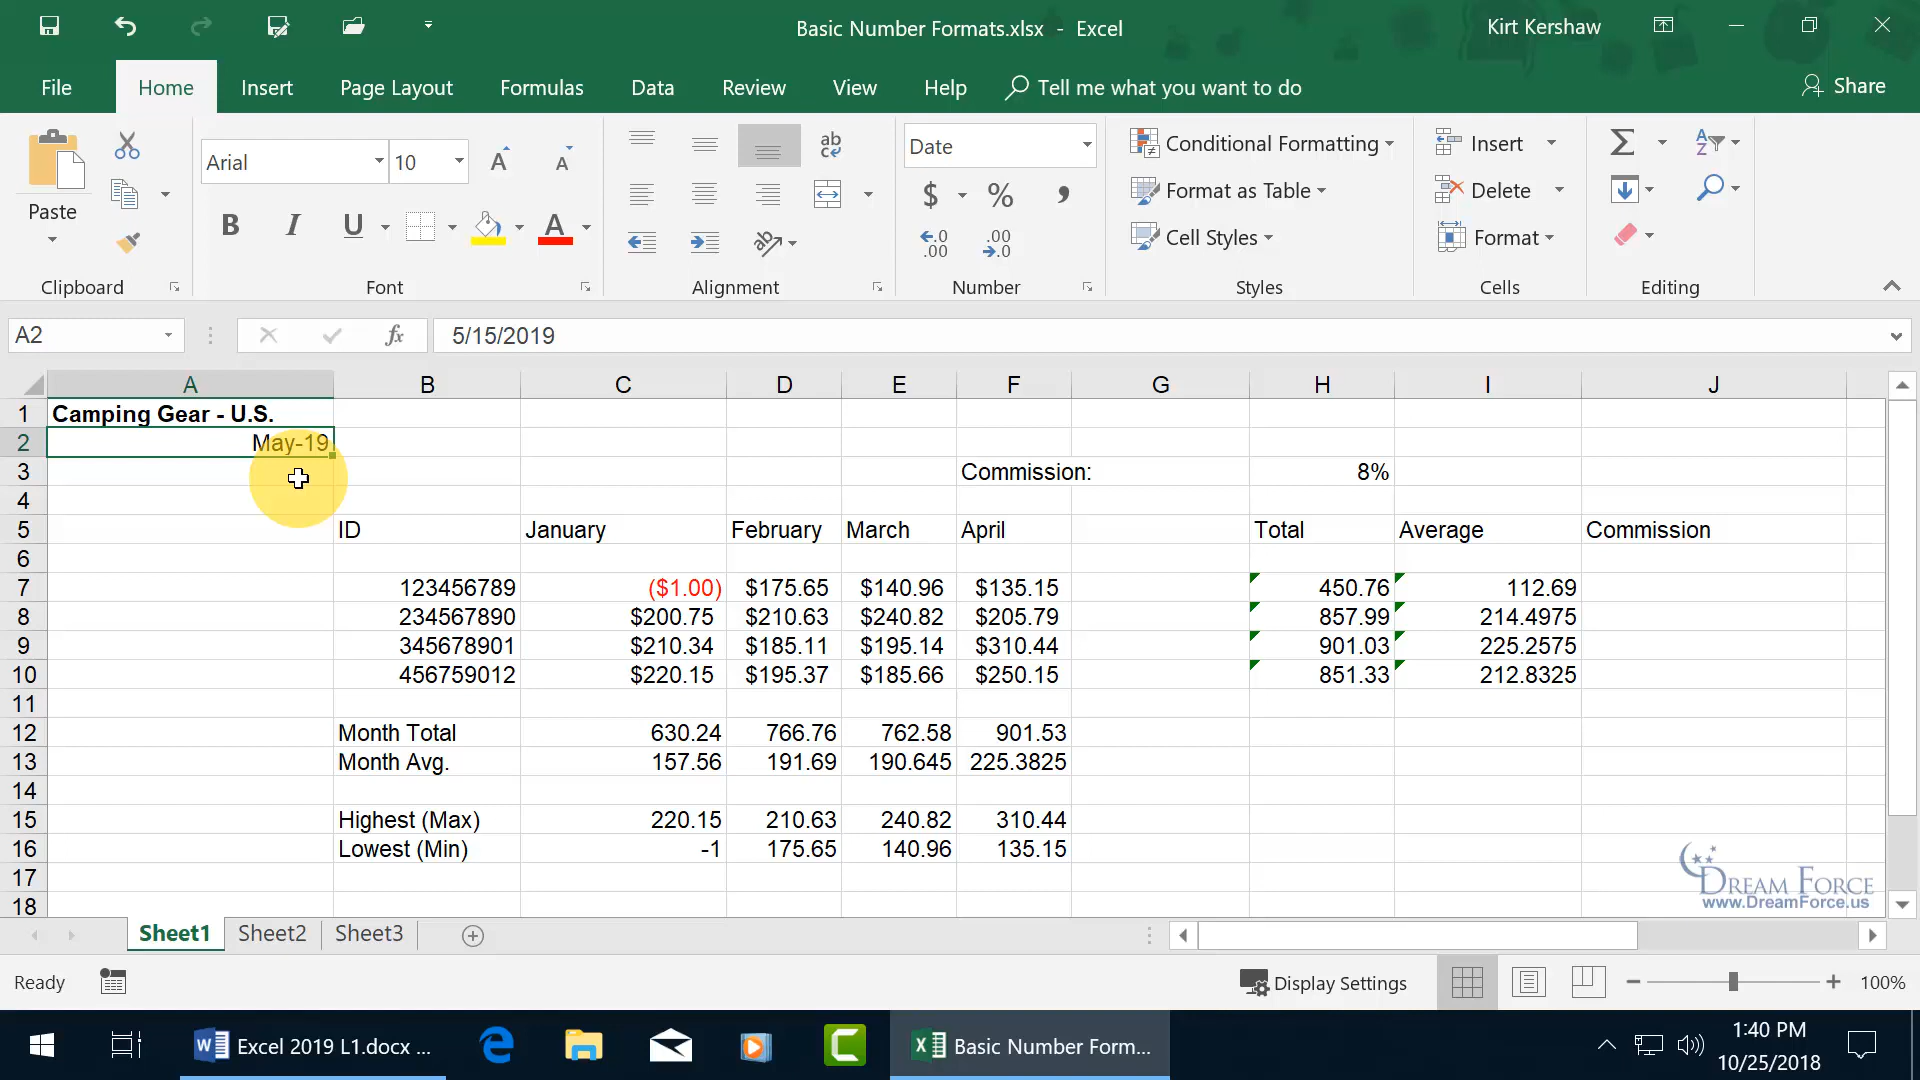 Basic Number Formats.xlsx - Excel
Kirt Kershaw
File Home Insert Page Layout Formulas Data Review View Help Tell me what you want to do Share
Paste
Clipboard
Arial 10
B I U A
Font
ab
Alignment
Date
$ % ,
Number
Conditional Formatting
Format as Table
Cell Styles
Styles
Insert
Delete
Format
Cells
Editing
A2 fx 5/15/2019
A B C D E F G H I J
1 Camping Gear - U.S.
2 May-19
3 Commission: 8%
4
5 ID January February March April Total Average Commission
6
7 123456789 ($1.00) $175.65 $140.96 $135.15 450.76 112.69
8 234567890 $200.75 $210.63 $240.82 $205.79 857.99 214.4975
9 345678901 $210.34 $185.11 $195.14 $310.44 901.03 225.2575
10 456759012 $220.15 $195.37 $185.66 $250.15 851.33 212.8325
11
12 Month Total 630.24 766.76 762.58 901.53
13 Month Avg. 157.56 191.69 190.645 225.3825
14
15 Highest (Max) 220.15 210.63 240.82 310.44
16 Lowest (Min) -1 175.65 140.96 135.15
17
18
Dream Force
www.DreamForce.us
Sheet1 Sheet2 Sheet3
Ready Display Settings 100%
Excel 2019 L1.docx ... Basic Number Form...
1:40 PM
10/25/2018